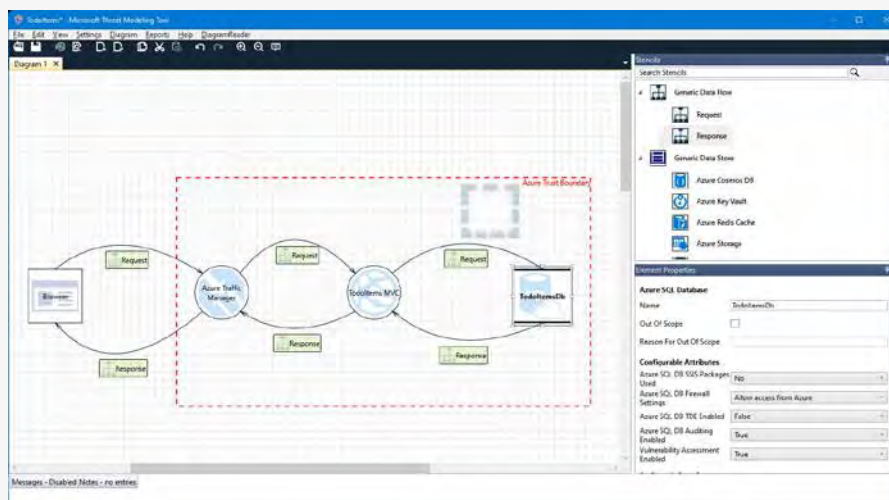 TodoItems* - Microsoft Threat Modeling Tool
File Edit View Settings Diagram Reports Help DiagramReader
Diagram 1 X
Azure Trust Boundary
Request
Request
Request
Browser
Azure Traffic
Manager
TodoItems MVC
TodoItemsDb
Response
Response
Response
Stencils
Search Stencils
Generic Data Flow
Request
Response
Generic Data Store
Azure Cosmos DB
Azure Key Vault
Azure Redis Cache
Azure Storage
Element Properties
Azure SQL Database
Name TodoItemsDb
Out Of Scope
Reason For Out Of Scope
Configurable Attributes
Azure SQL DB SSIS Packages
Used No
Azure SQL DB Firewall
Settings Allow access from Azure
Azure SQL DB TDE Enabled False
Azure SQL DB Auditing
Enabled True
Vulnerability Assessment
Enabled True
Messages - Disabled Notes - no entries